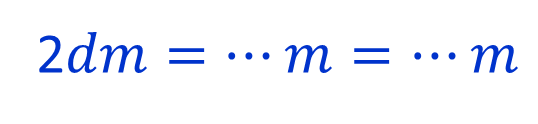 2dm = ⋯ m = ⋯ m